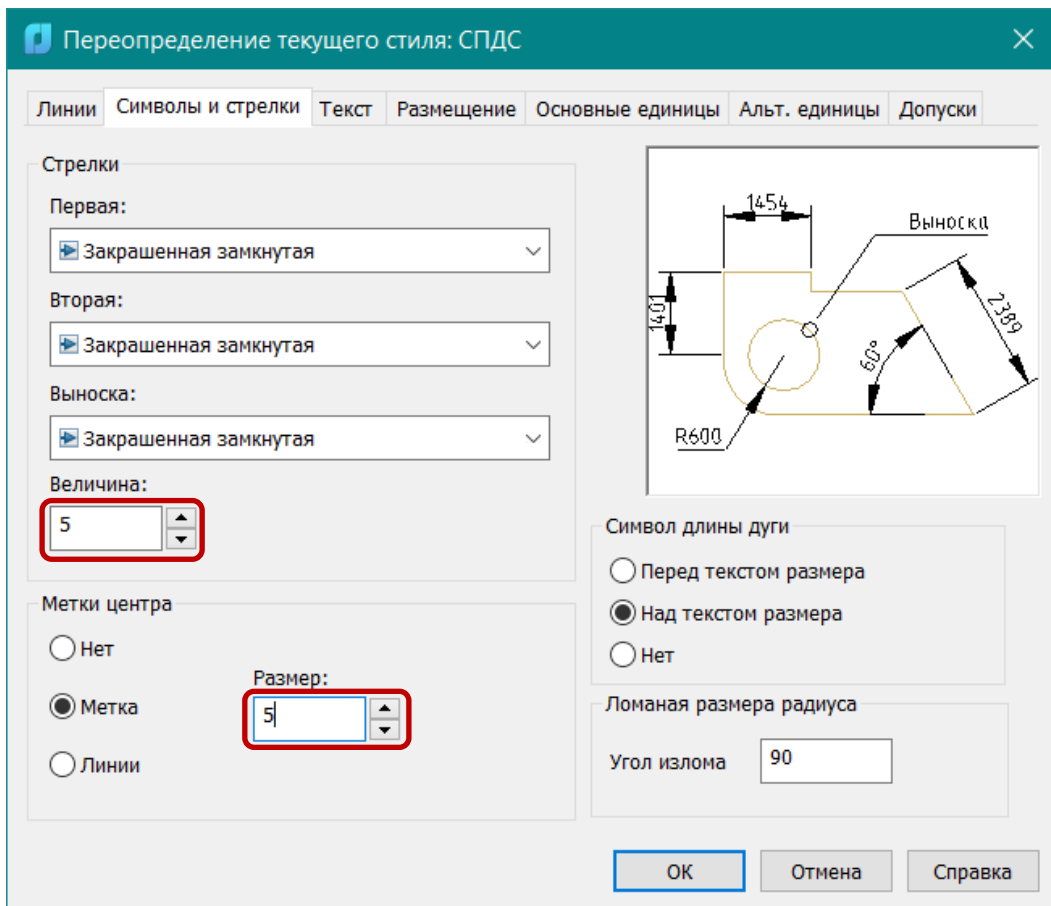 Переопределение текущего стиля: СПДС
Линии Символы и стрелки Текст Размещение Основные единицы Альт. единицы Допуски
Стрелки
Первая:
Закрашенная замкнутая
Вторая:
Закрашенная замкнутая
Выноска:
Закрашенная замкнутая
Величина:
5
Метки центра
Нет
Метка
Линии
Размер:
5
1454
Выноска
1401
2389
60°
R600
Символ длины дуги
Перед текстом размера
Над текстом размера
Нет
Ломаная размера радиуса
Угол излома 90
ОК Отмена Справка